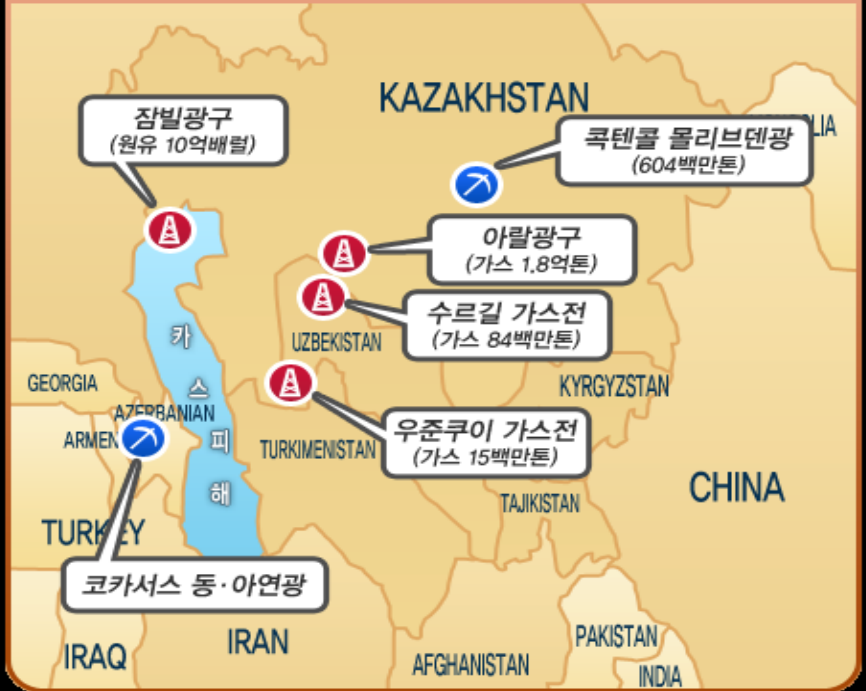 KAZAKHSTAN
잠빌광구
(원유 10억배럴)
콕텐콜 몰리브덴광
(604백만톤)
아랄광구
(가스 1.8억톤)
수르길 가스전
(가스 84백만톤)
카
스
피
해
UZBEKISTAN
GEORGIA
KYRGYZSTAN
AZERBANIAN
ARMEN
우준쿠이 가스전
(가스 15백만톤)
TURKIMENISTAN
CHINA
TAJIKISTAN
TURKEY
코카서스 동·아연광
IRAN
IRAQ
AFGHANISTAN
PAKISTAN
INDIA